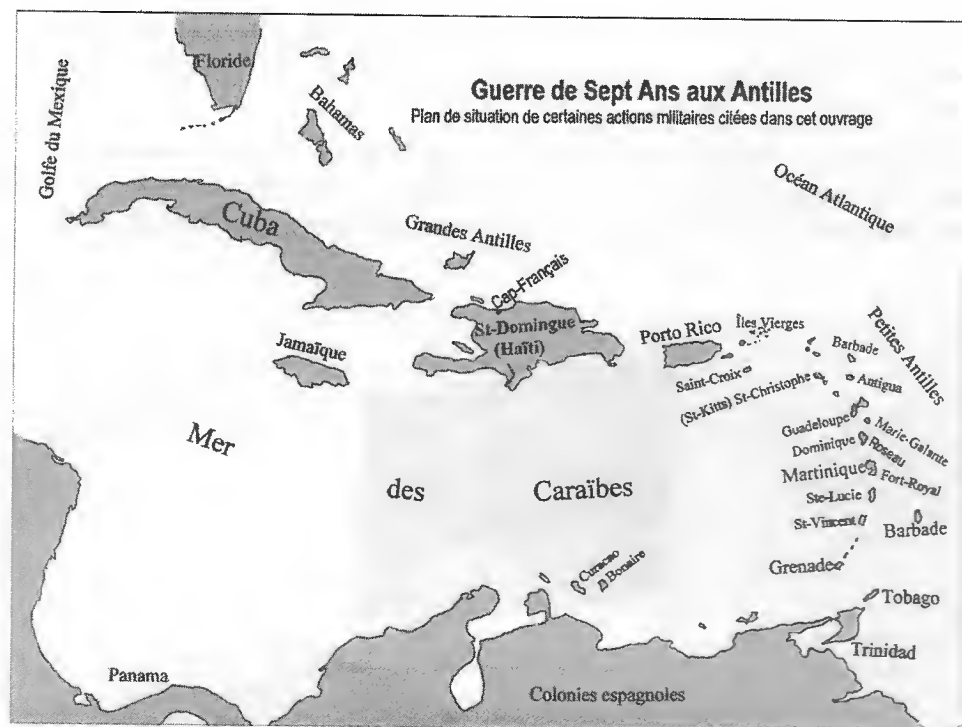 Guerre de Sept Ans aux Antilles
Plan de situation de certaines actions militaires citées dans cet ouvrage
Floride
Golfe du Mexique
Bahamas
Océan Atlantique
Cuba
Grandes Antilles
Cap-Français
St-Domingue
(Haïti)
Jamaïque
Porto Rico
Îles Vierges
Petites Antilles
Barbade
Saint-Croix
Antigua
(St-Kitts) St-Christophe
Guadeloupe
Marie-Galante
Dominique
Roseau
Martinique
Fort-Royal
Ste-Lucie
St-Vincent
Barbade
Grenade
Mer
des
Caraïbes
Curacao
Bonaire
Tobago
Trinidad
Panama
Colonies espagnoles